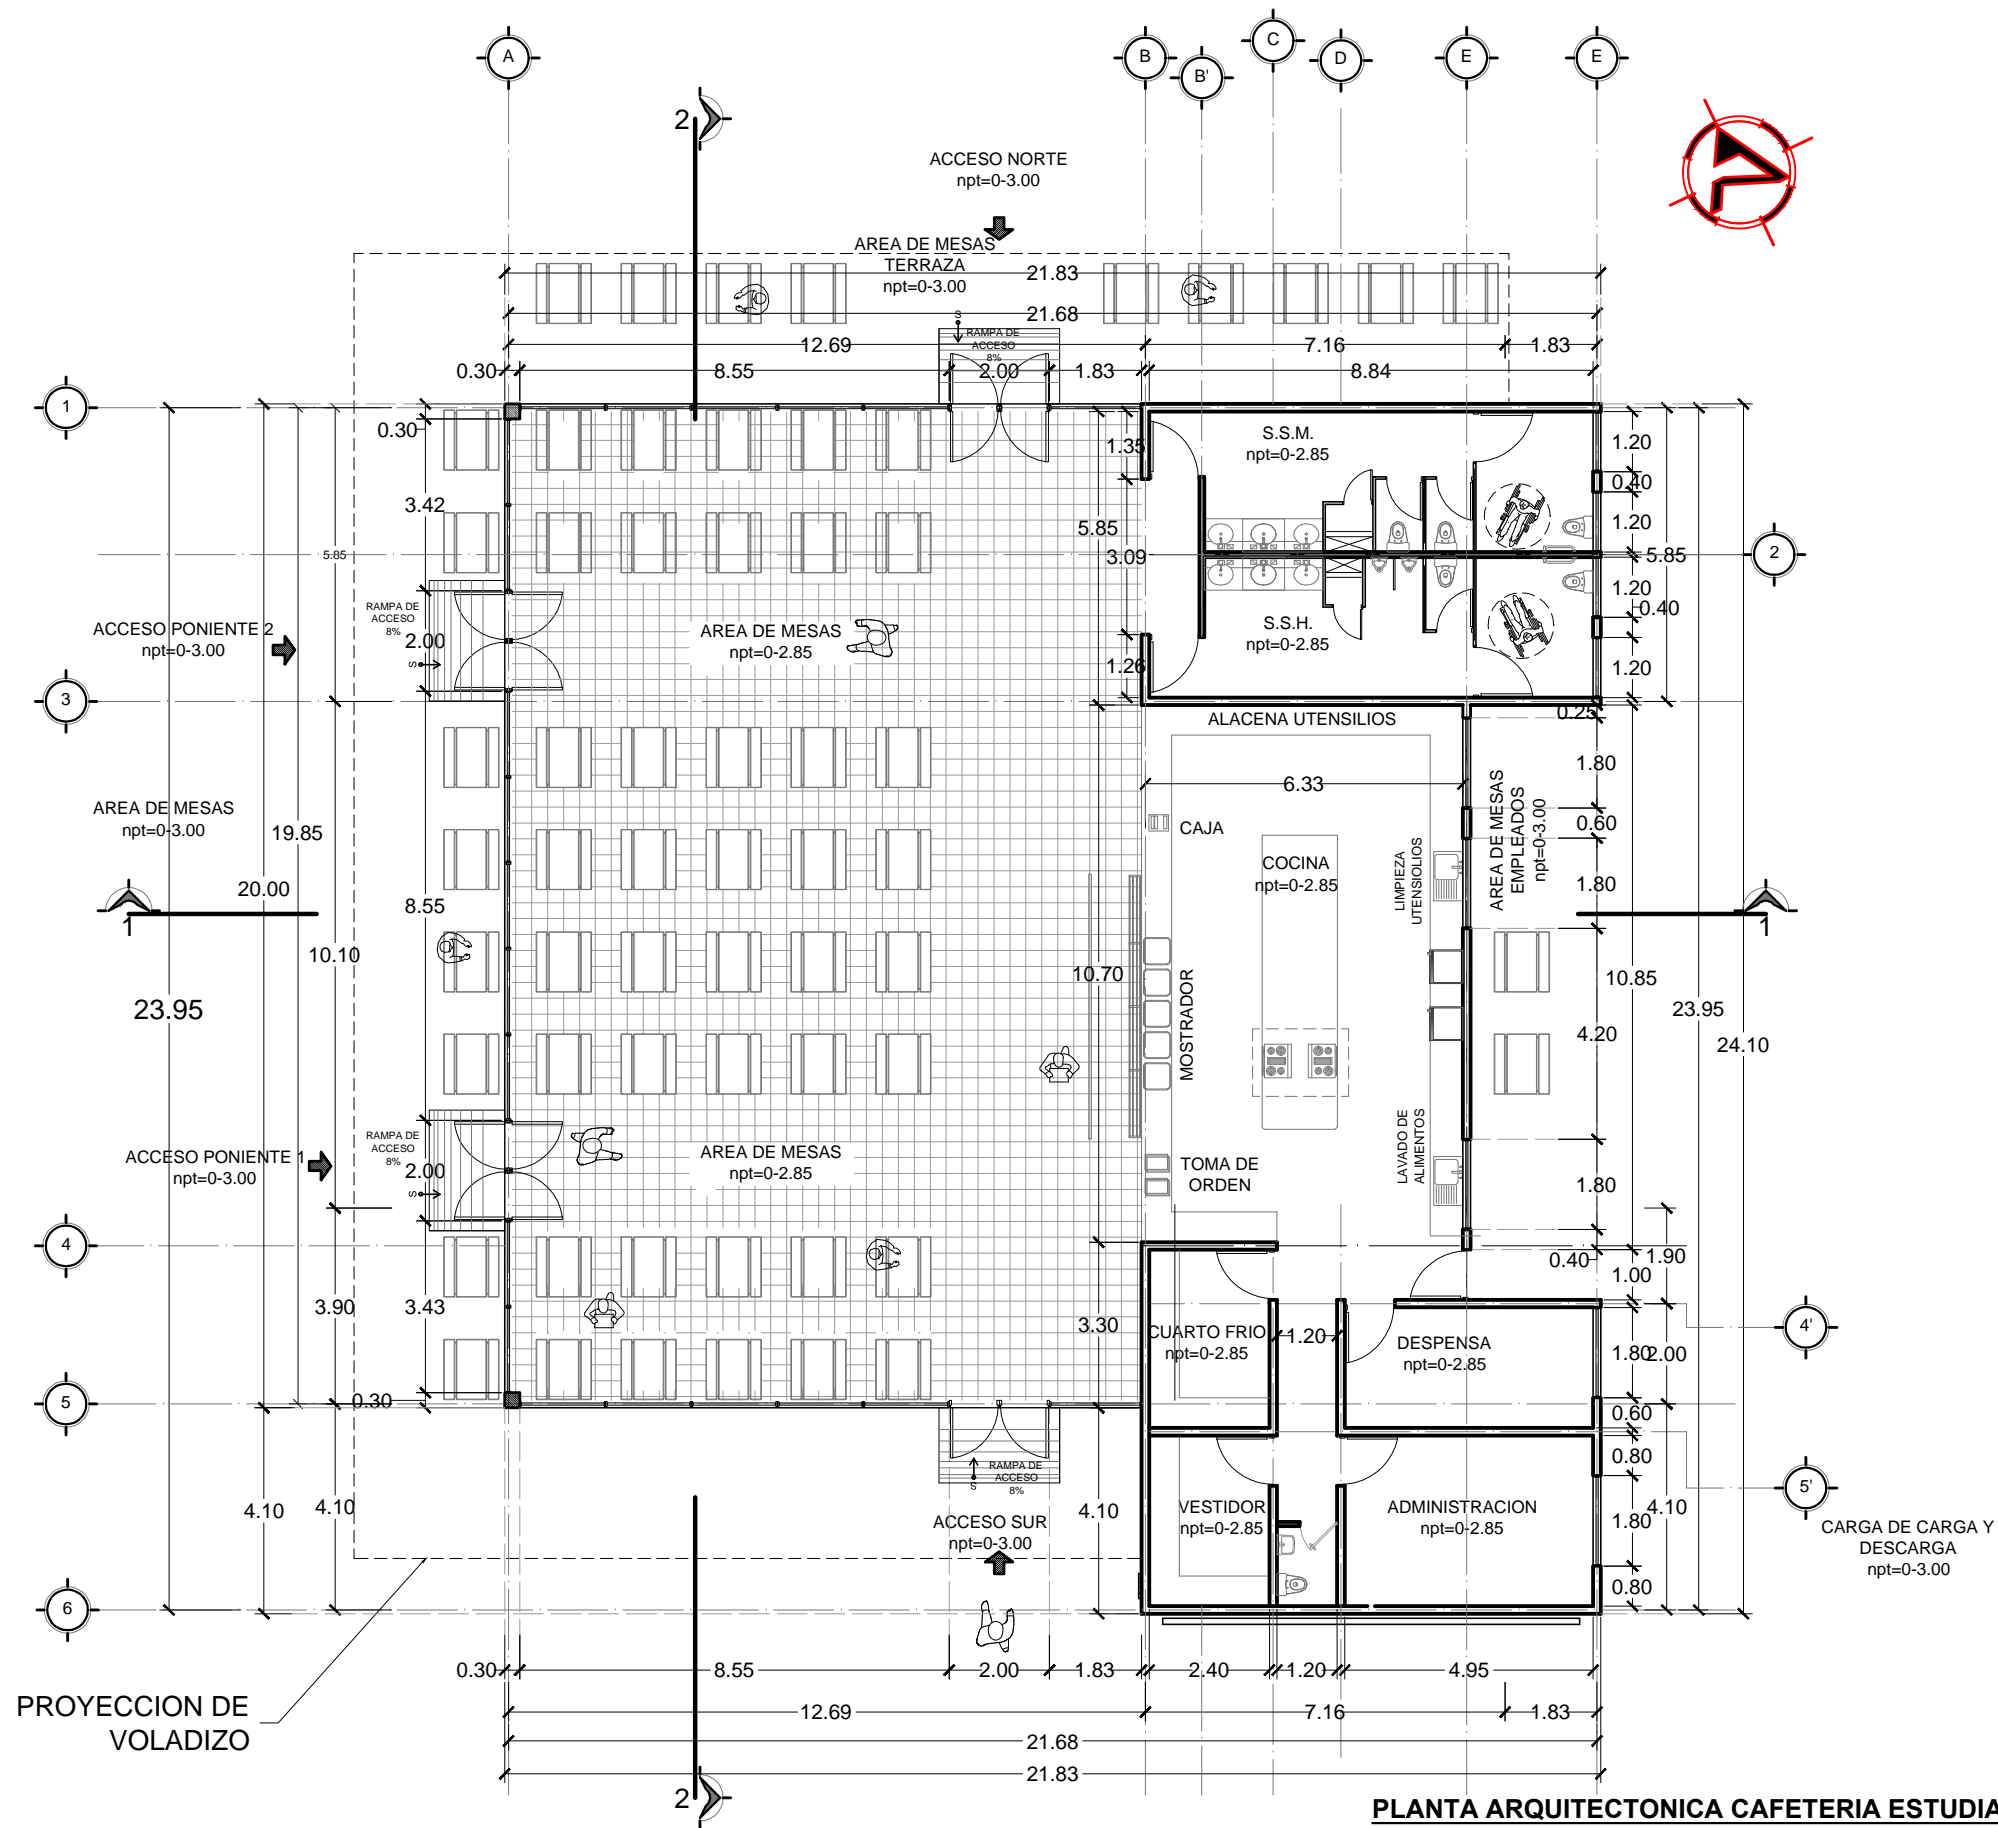 A
B
B'
C
D
E
E
2
ACCESO NORTE
npt=0-3.00
AREA DE MESAS
TERRAZA
npt=0-3.00
21.83
21.68
S
RAMPA DE
ACCESO
8%
12.69
7.16
1.83
0.30
8.55
2.00
1.83
8.84
1
0.30
3.42
5.85
1.35
5.85
3.09
1.26
S.S.M.
npt=0-2.85
S.S.H.
npt=0-2.85
1.20
0.40
1.20
5.85
1.20
0.40
1.20
2
RAMPA DE
ACCESO
8%
2.00
S
ACCESO PONIENTE 2
npt=0-3.00
AREA DE MESAS
npt=0-2.85
3
ALACENA UTENSILIOS
0.25
1.80
6.33
AREA DE MESAS
EMPLEADOS
npt=0-3.00
0.60
AREA DE MESAS
npt=0-3.00
19.85
CAJA
COCINA
npt=0-2.85
LIMPIEZA
UTENSIOLIOS
1.80
20.00
8.55
1
1
10.10
10.70
10.85
23.95
23.95
MOSTRADOR
4.20
24.10
ACCESO PONIENTE 1
npt=0-3.00
RAMPA DE
ACCESO
8%
2.00
S
AREA DE MESAS
npt=0-2.85
TOMA DE
ORDEN
LAVADO DE
ALIMENTOS
1.80
4
0.40
1.90
1.00
3.90
3.43
3.30
CUARTO FRIO
npt=0-2.85
1.20
DESPENSA
npt=0-2.85
1.80
2.00
4'
5
0.30
0.60
0.80
RAMPA DE
ACCESO
8%
S
4.10
4.10
4.10
ACCESO SUR
npt=0-3.00
VESTIDOR
npt=0-2.85
ADMINISTRACION
npt=0-2.85
1.80
4.10
5'
CARGA DE CARGA Y
DESCARGA
npt=0-3.00
0.80
6
0.30
8.55
2.00
1.83
2.40
1.20
4.95
PROYECCION DE
VOLADIZO
12.69
7.16
1.83
21.68
21.83
2
PLANTA ARQUITECTONICA CAFETERIA ESTUDIA